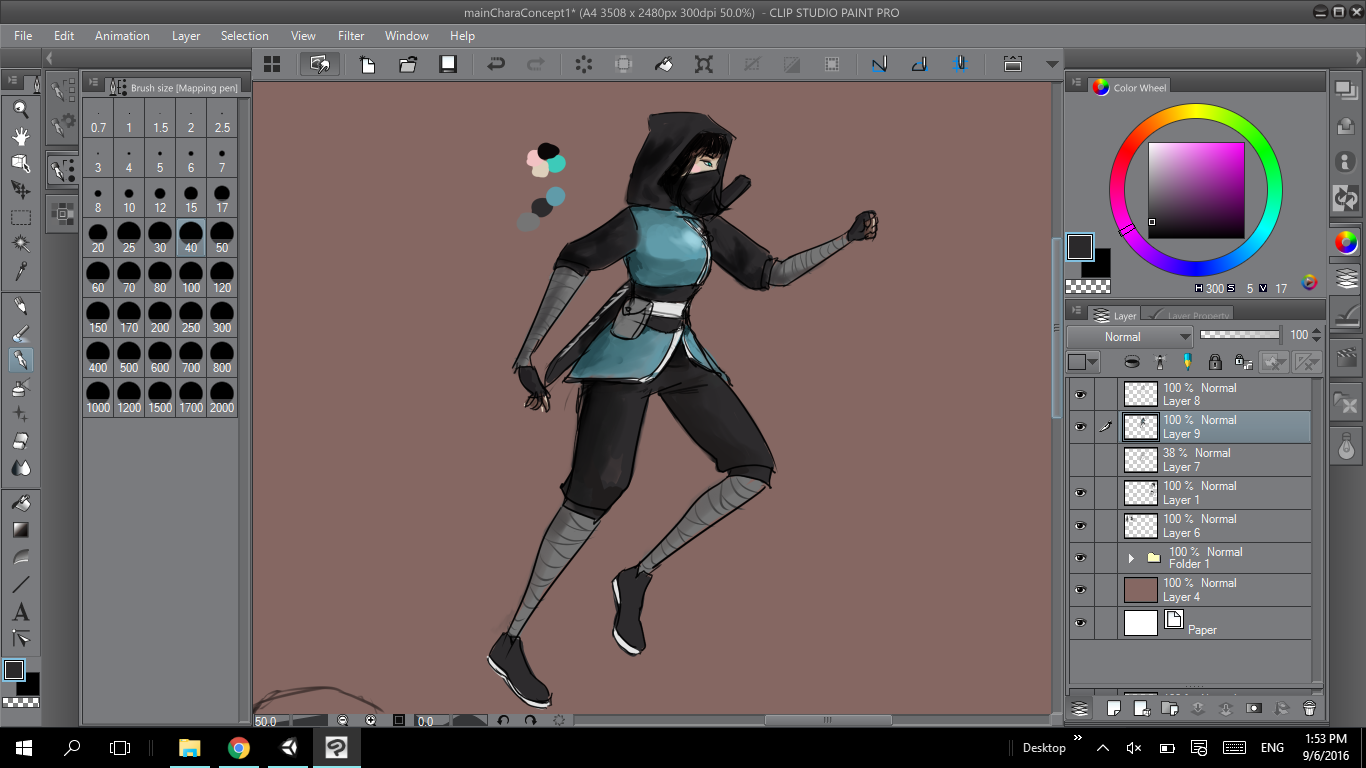 mainCharaConcept1* (A4 3508 x 2480px 300dpi 50.0%) - CLIP STUDIO PAINT PRO
File Edit Animation Layer Selection View Filter Window Help
Brush size [Mapping pen]
0.7 1 1.5 2 2.5
3 4 5 6 7
8 10 12 15 17
20 25 30 40 50
60 70 80 100 120
150 170 200 250 300
400 500 600 700 800
1000 1200 1500 1700 2000
A
50.0
0.0
Color Wheel
H 300 S 5 V 17
Layer Layer Property
Normal 100
100 % Normal
Layer 8
100 % Normal
Layer 9
38 % Normal
Layer 7
100 % Normal
Layer 1
100 % Normal
Layer 6
100 % Normal
Folder 1
100 % Normal
Layer 4
Paper
Desktop
ENG
1:53 PM
9/6/2016